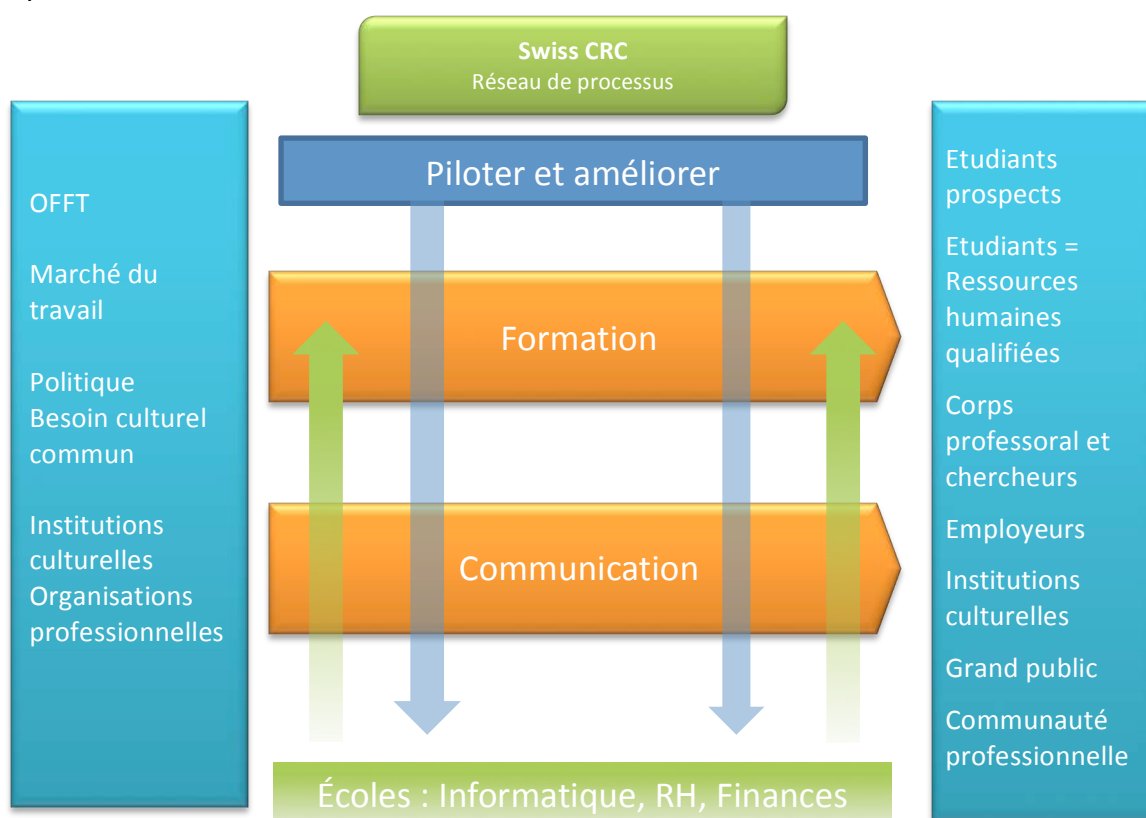 Swiss CRC
Réseau de processus
Piloter et améliorer
OFFT
Marché du
travail
Politique
Besoin culturel
commun
Institutions
culturelles
Organisations
professionnelles
Formation
Communication
Écoles : Informatique, RH, Finances
Etudiants
prospects
Etudiants =
Ressources
humaines
qualifiées
Corps
professoral et
chercheurs
Employeurs
Institutions
culturelles
Grand public
Communauté
professionnelle